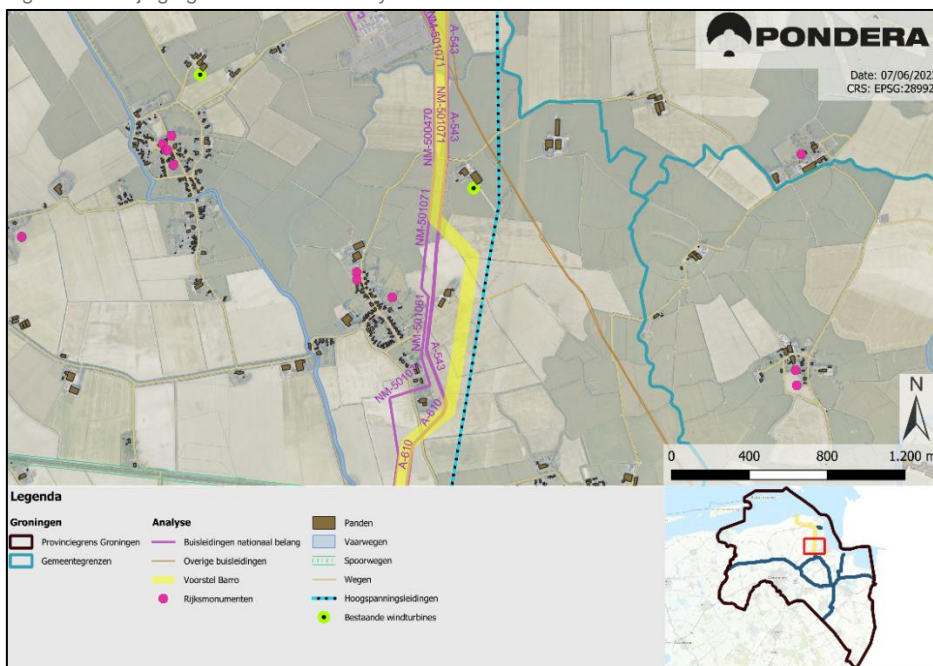 PONDERA
Date: 07/06/202
CRS: EPSG:28992
NM-501071
A-543
NM-501071
NM-500470
A-543
NM-501071
NM-501061
A-543
A-610
A-610
N
0 400 800 1.200 m
Legenda
Groningen
Provinciegrens Groningen
Gemeentegrenzen
Analyse
Buisleidingen nationaal belang
Overige buisleidingen
Voorstel Barro
Rijksmonumenten
Panden
Vaarwegen
Spoorwegen
Wegen
Hoogspanningsleidingen
Bestaande windturbines